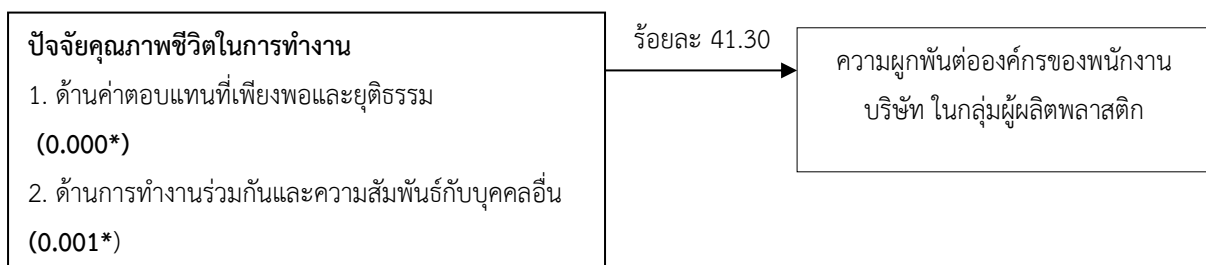 ปัจจัยคุณภาพชีวิตในการทำงาน
1. ด้านค่าตอบแทนที่เพียงพอและยุติธรรม
(0.000*)
2. ด้านการทำงานร่วมกันและความสัมพันธ์กับบุคคลอื่น
(0.001*)
ร้อยละ 41.30
ความผูกพันต่อองค์กรของพนักงาน
บริษัท ในกลุ่มผู้ผลิตพลาสติก